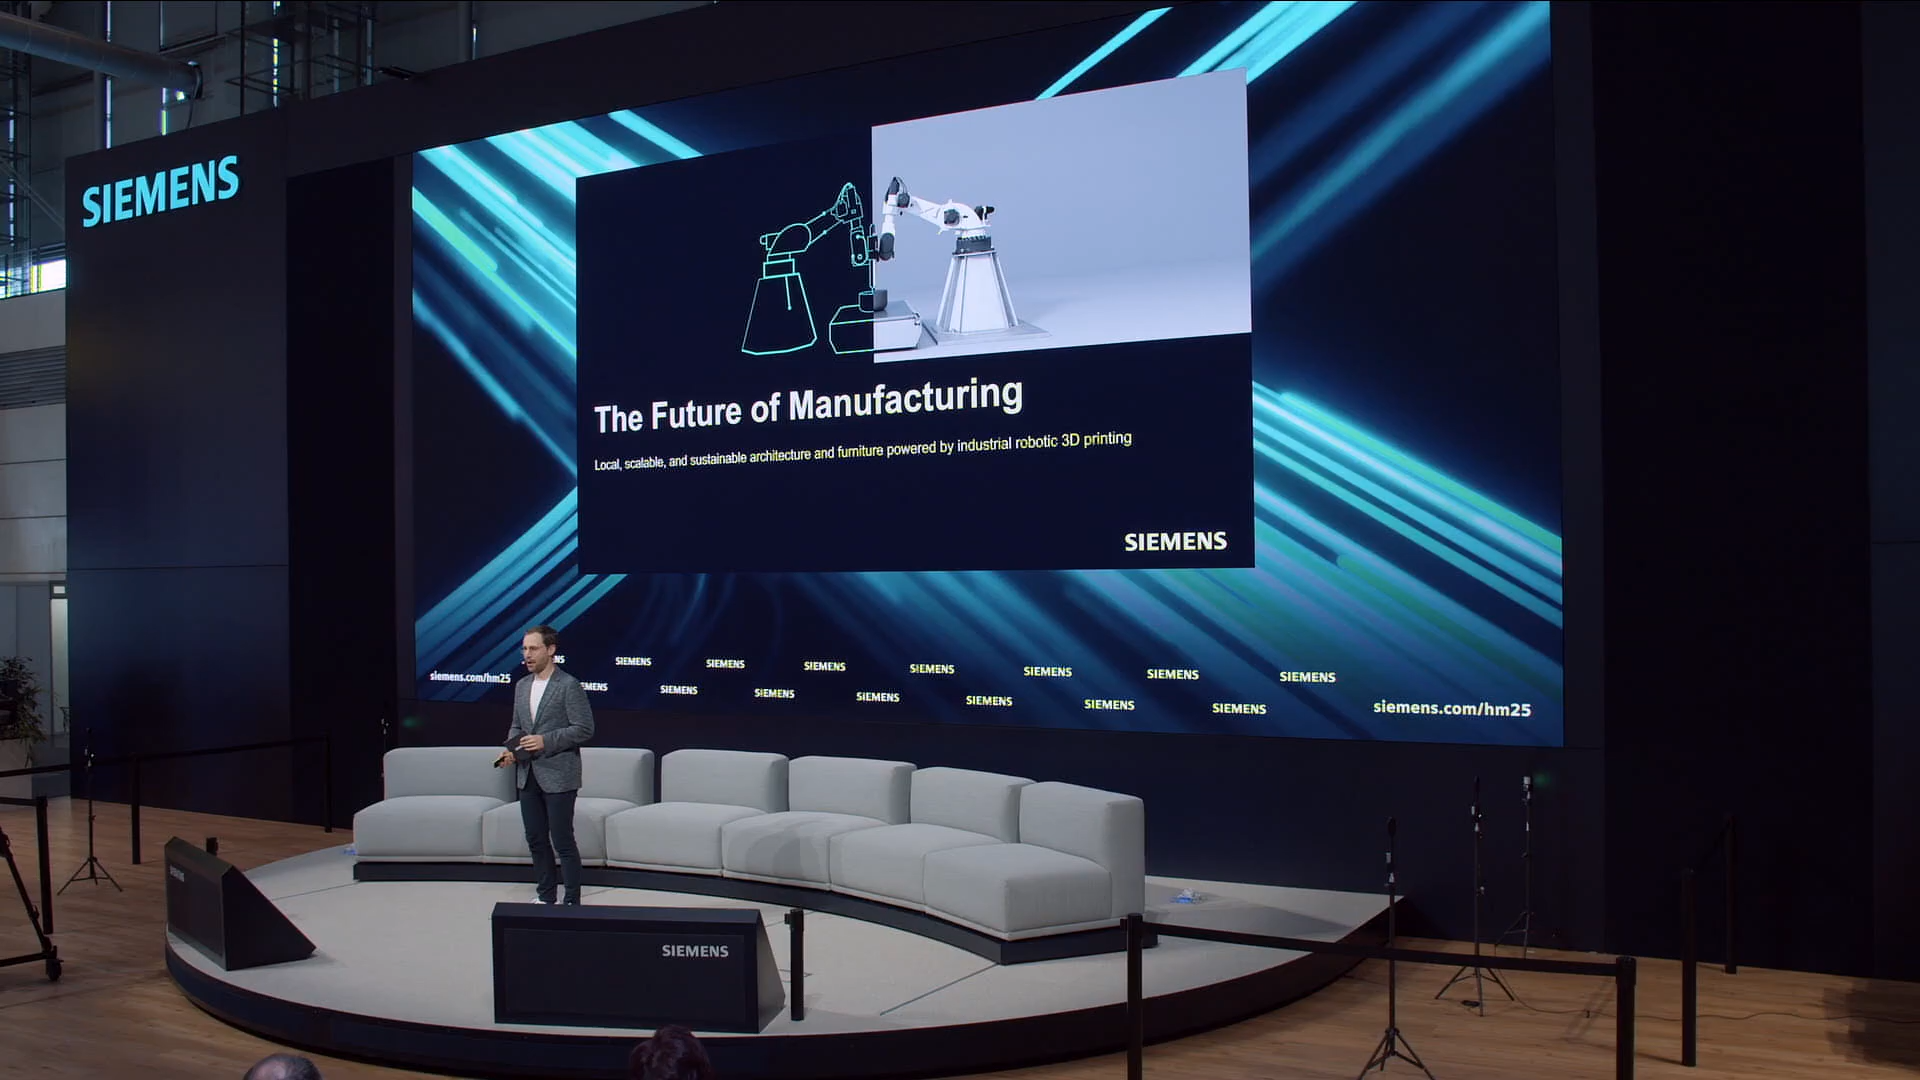 SIEMENS
The Future of Manufacturing
Local, scalable, and sustainable architecture and furniture powered by industrial robotic 3D printing
SIEMENS
NS SIEMENS SIEMENS SIEMENS SIEMENS SIEMENS SIEMENS SIEMENS
siemens.com/hm25
EMENS SIEMENS SIEMENS SIEMENS SIEMENS SIEMENS SIEMENS
siemens.com/hm25
SIEMENS